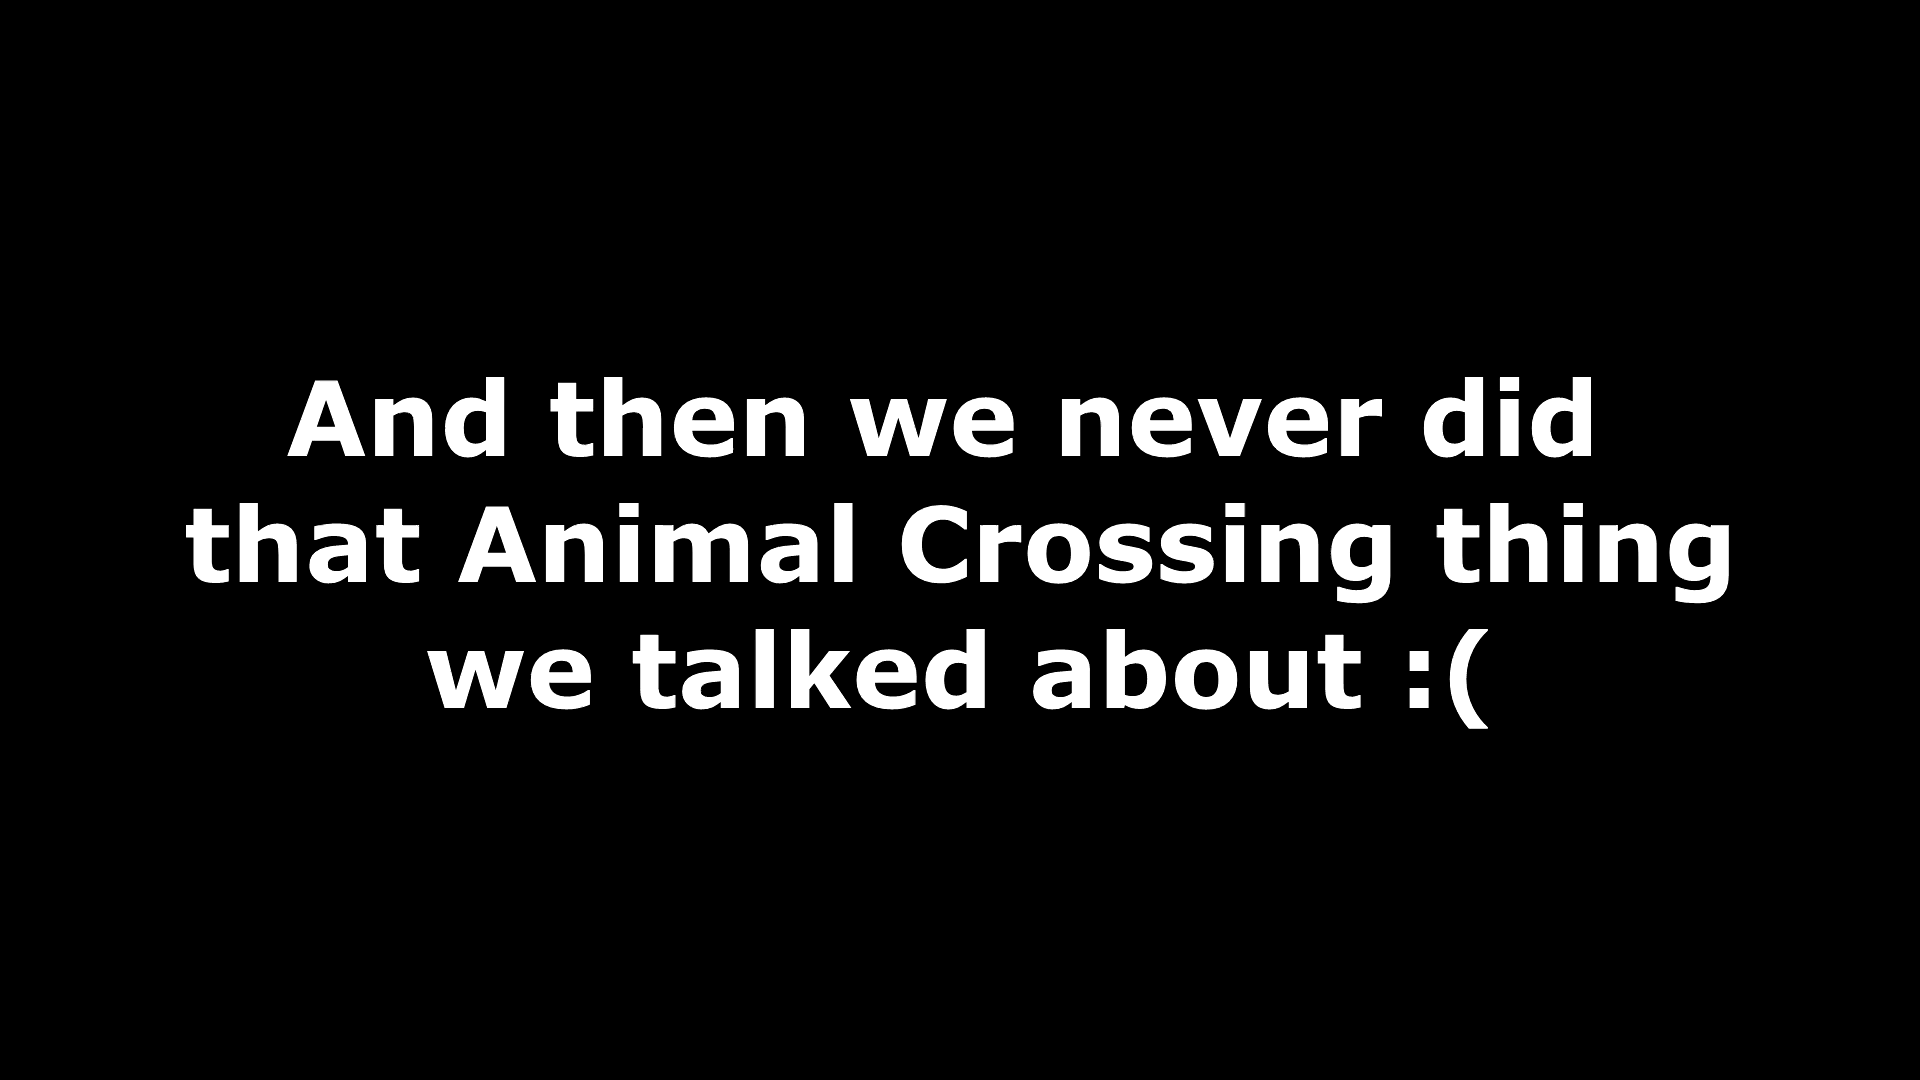 And then we never did
that Animal Crossing thing
we talked about :(